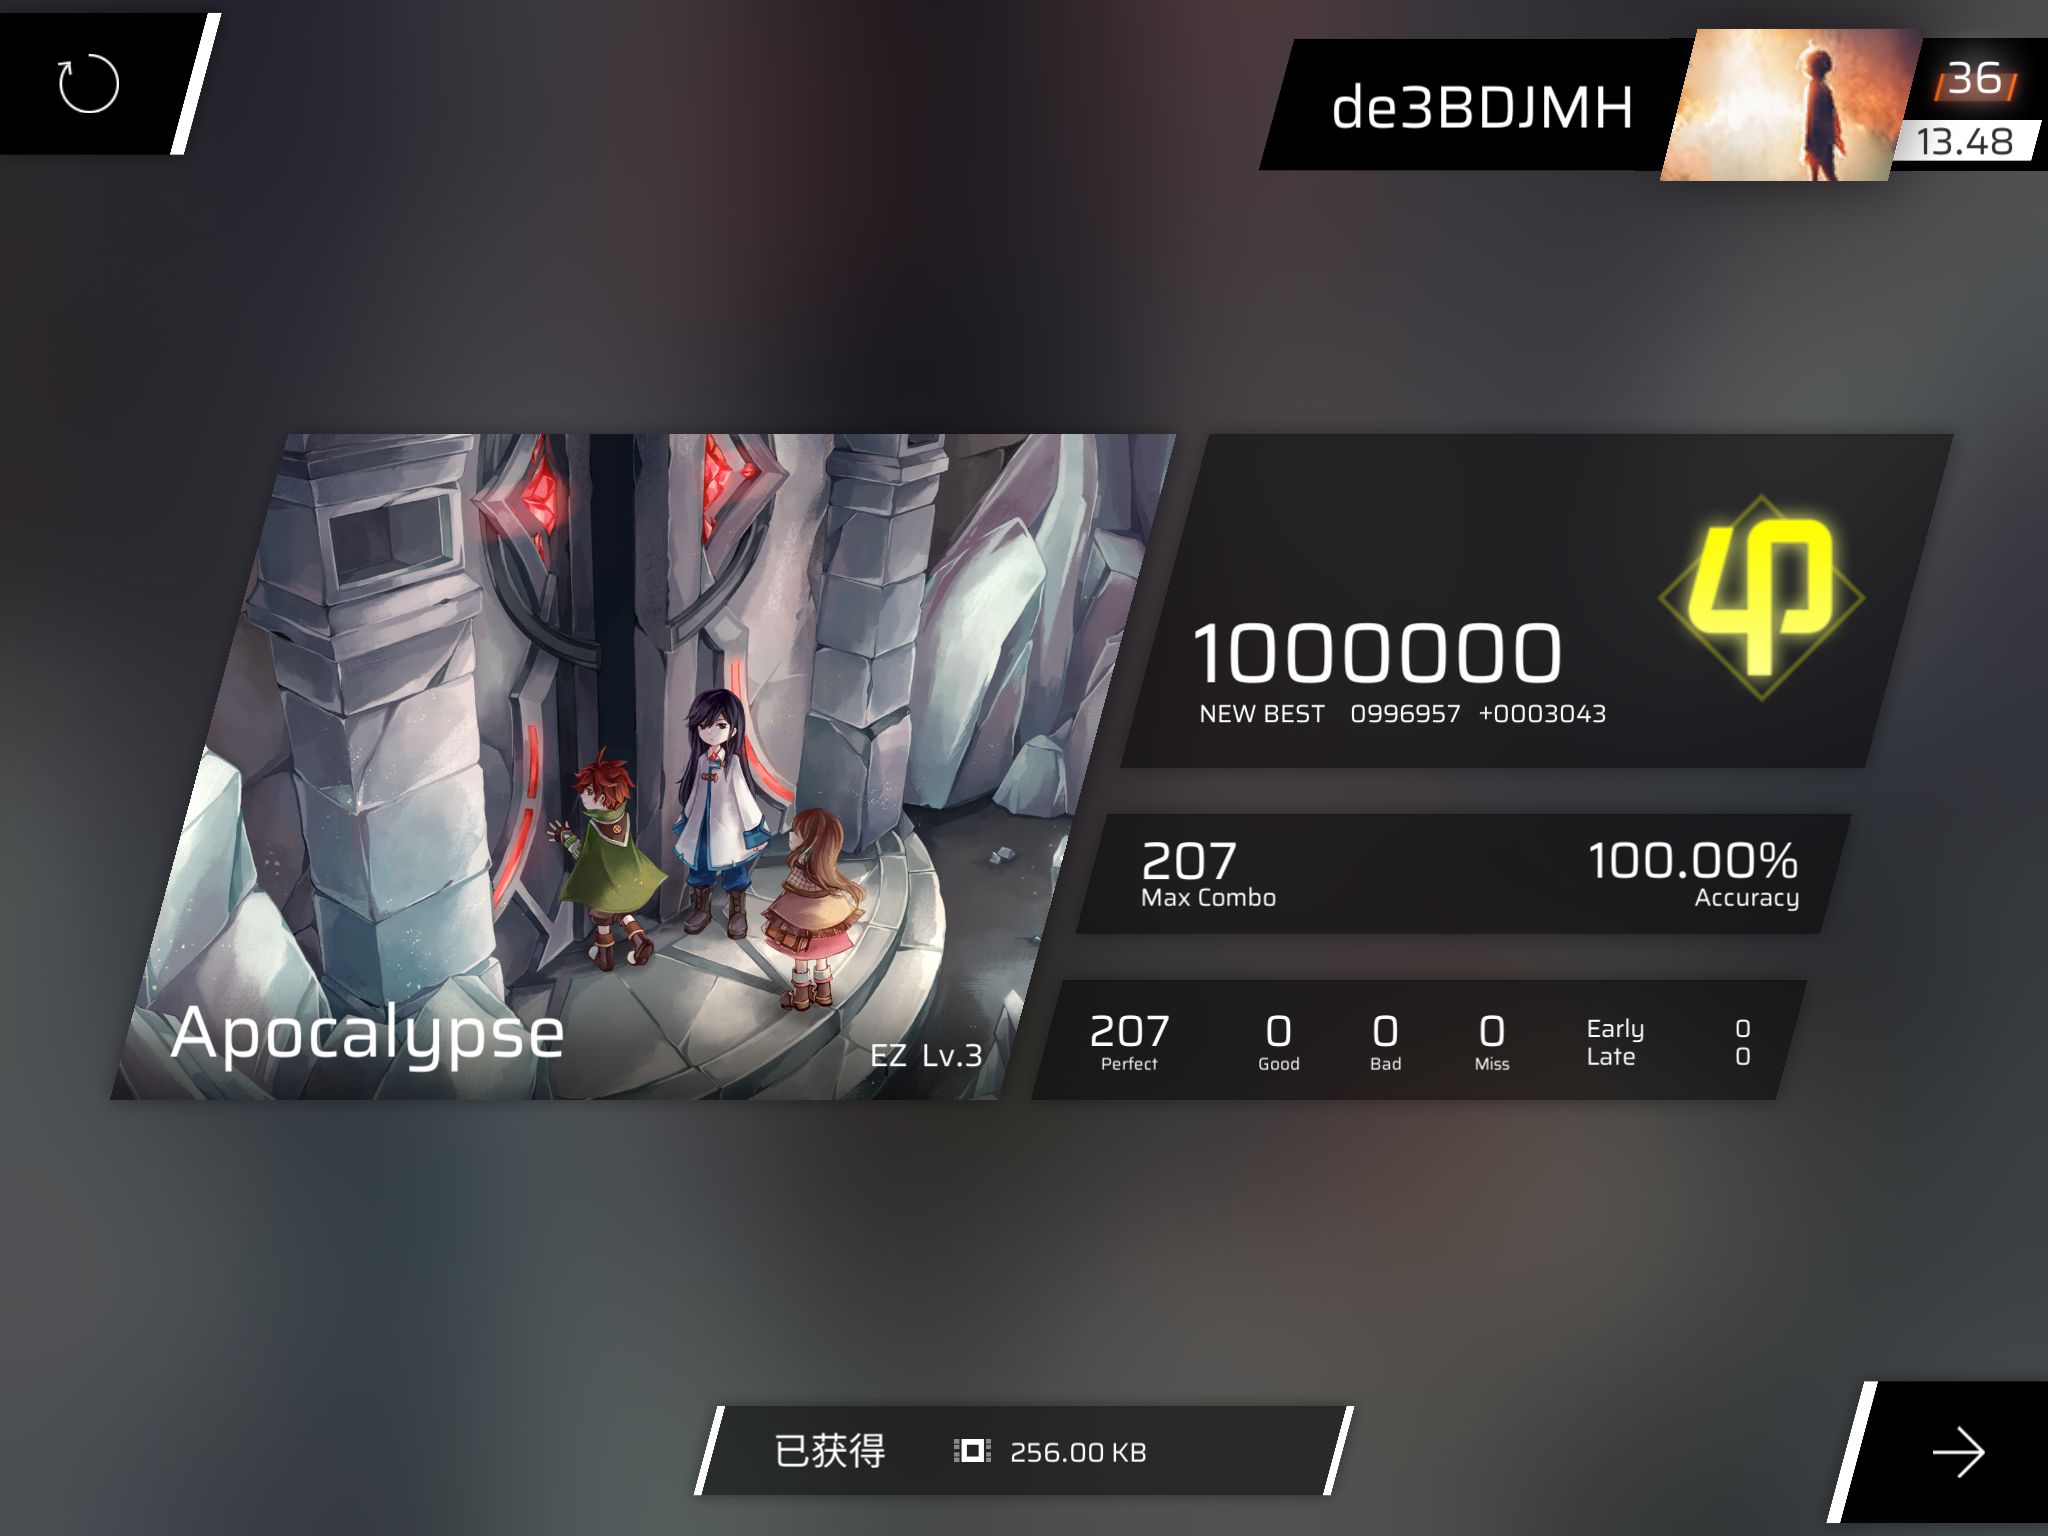 de3BDJMH
36
13.48
1000000
NEW BEST 0996957 +0003043
207
Max Combo
100.00%
Accuracy
Apocalypse
EZ Lv.3
207
Perfect
0
Good
0
Bad
0
Miss
Early 0
Late 0
已获得 256.00 KB